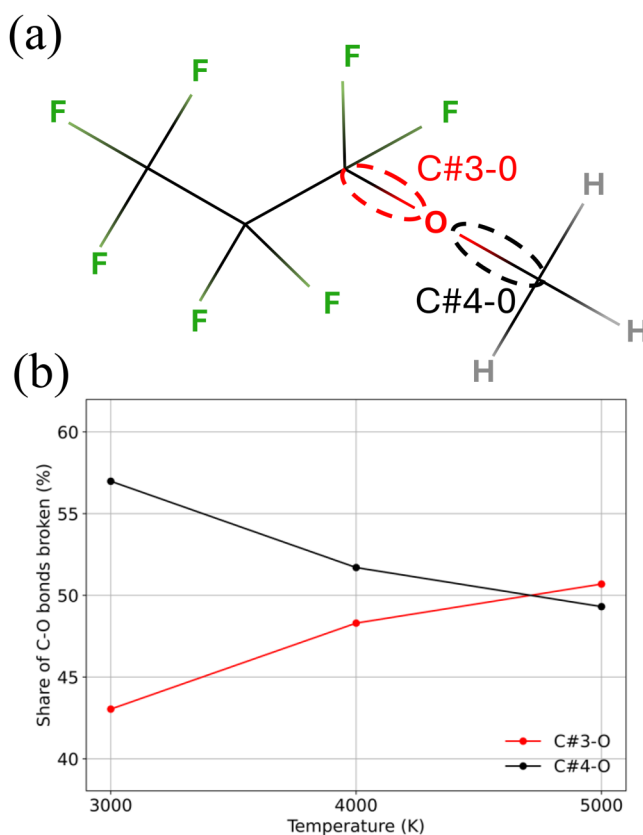 (a)
F
F
F
F
F
C#3-0
H
O
F
F
C#4-0
H
H
(b)
60
55
50
45
40
Share of C-O bonds broken (%)
C#3-O
C#4-O
3000
4000
5000
Temperature (K)